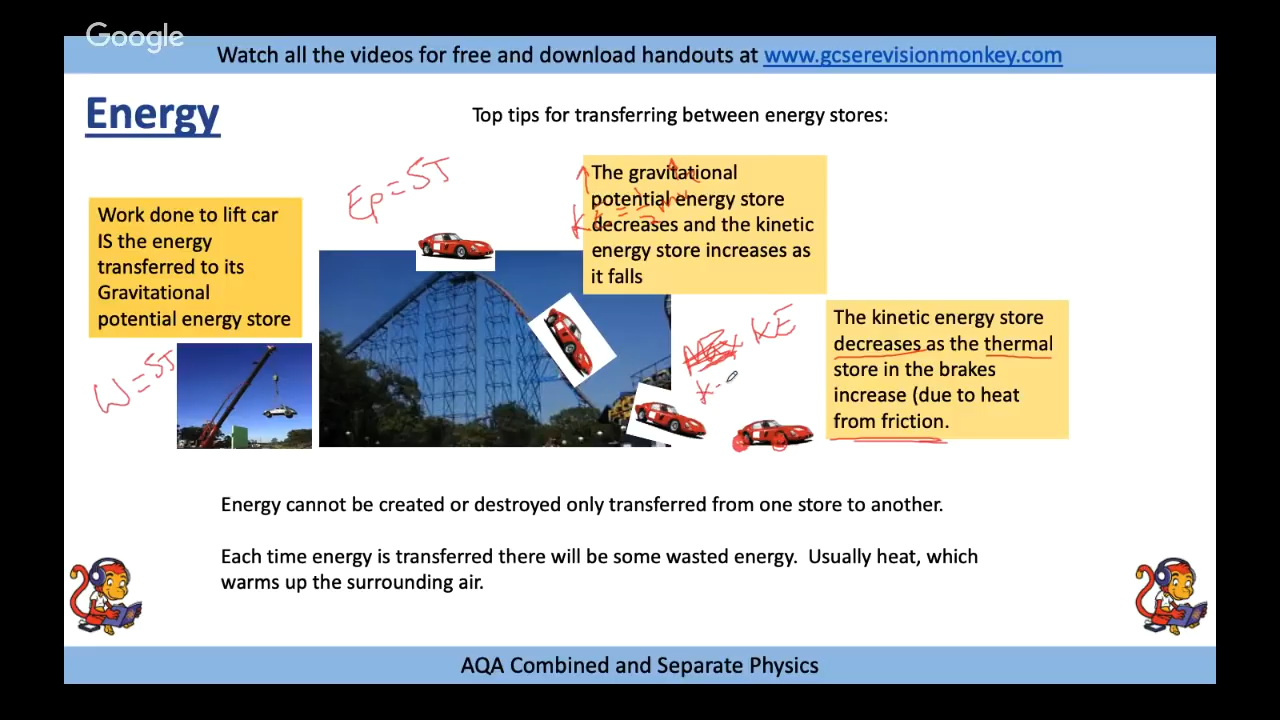 Google
Watch all the videos for free and download handouts at www.gcserevisionmonkey.com
Energy
Top tips for transferring between energy stores:
Work done to lift car
IS the energy
transferred to its
Gravitational
potential energy store
W=5J
Ep=5J
The gravitational
potential energy store
decreases and the kinetic
energy store increases as
it falls
KE
The kinetic energy store
decreases as the thermal
store in the brakes
increase (due to heat
from friction.
Energy cannot be created or destroyed only transferred from one store to another.
Each time energy is transferred there will be some wasted energy. Usually heat, which
warms up the surrounding air.
AQA Combined and Separate Physics